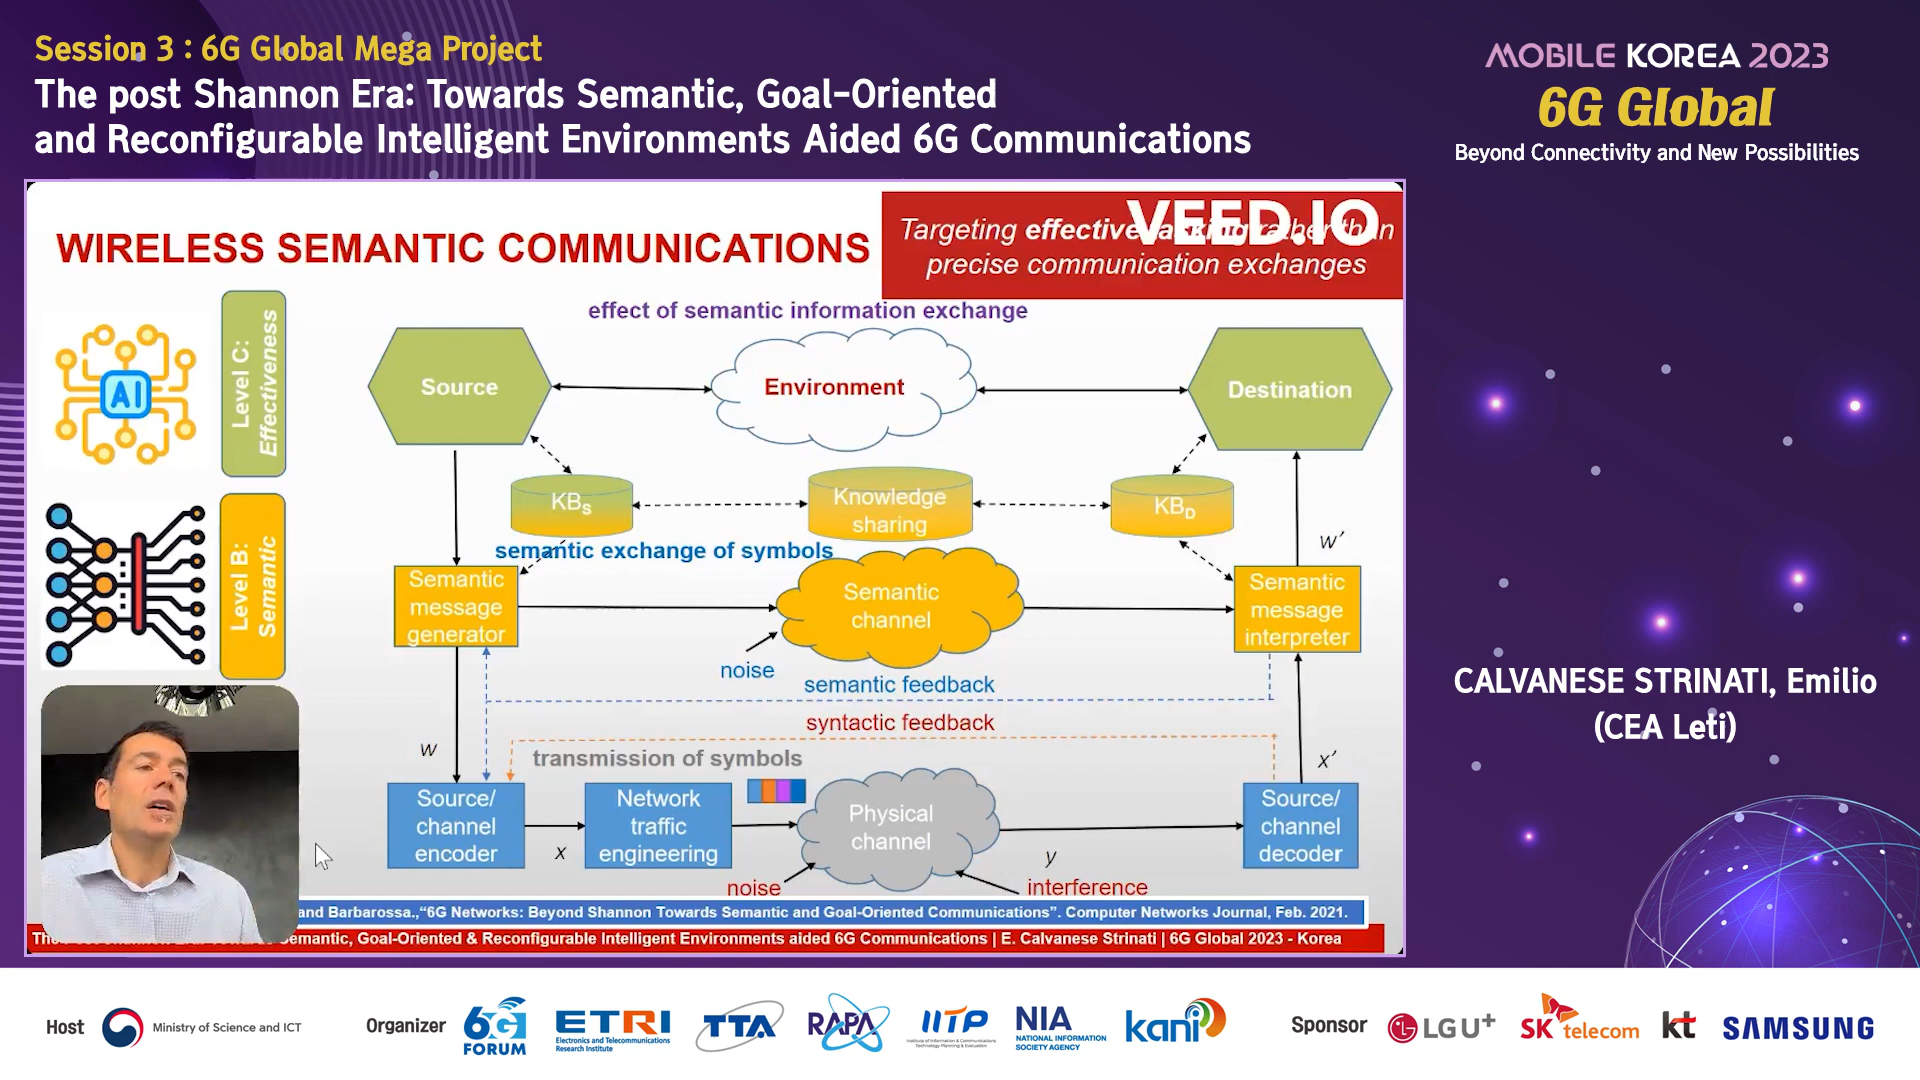 Session 3 : 6G Global Mega Project
The post Shannon Era: Towards Semantic, Goal-Oriented
and Reconfigurable Intelligent Environments Aided 6G Communications
MOBILE KOREA 2023
6G Global
Beyond Connectivity and New Possibilities
WIRELESS SEMANTIC COMMUNICATIONS
VEED.IO
Targeting effective than
precise communication exchanges
effect of semantic information exchange
Level C:
Effectiveness
AI
Source
Environment
Destination
KBS
Knowledge
sharing
KBD
Level B:
Semantic
semantic exchange of symbols
w’
Semantic
message
generator
Semantic
channel
Semantic
message
interpreter
noise
semantic feedback
syntactic feedback
w
transmission of symbols
x’
Source/
channel
encoder
x
Network
traffic
engineering
Physical
channel
y
Source/
channel
decoder
noise
interference
and Barbarossa.,“6G Networks: Beyond Shannon Towards Semantic and Goal-Oriented Communications”. Computer Networks Journal, Feb. 2021.
Semantic, Goal-Oriented & Reconfigurable Intelligent Environments aided 6G Communications | E. Calvanese Strinati | 6G Global 2023 - Korea
CALVANESE STRINATI, Emilio
(CEA Leti)
Host
Ministry of Science and ICT
Organizer
6G
FORUM
ETRI
Electronics and Telecommunications
Research Institute
TTA
RAPA
IITP
Institute of Information & Communications
Technology Planning & Evaluation
NIA
NATIONAL INFORMATION
SOCIETY AGENCY
kani
Sponsor
LG U+
SK telecom
kt
SAMSUNG